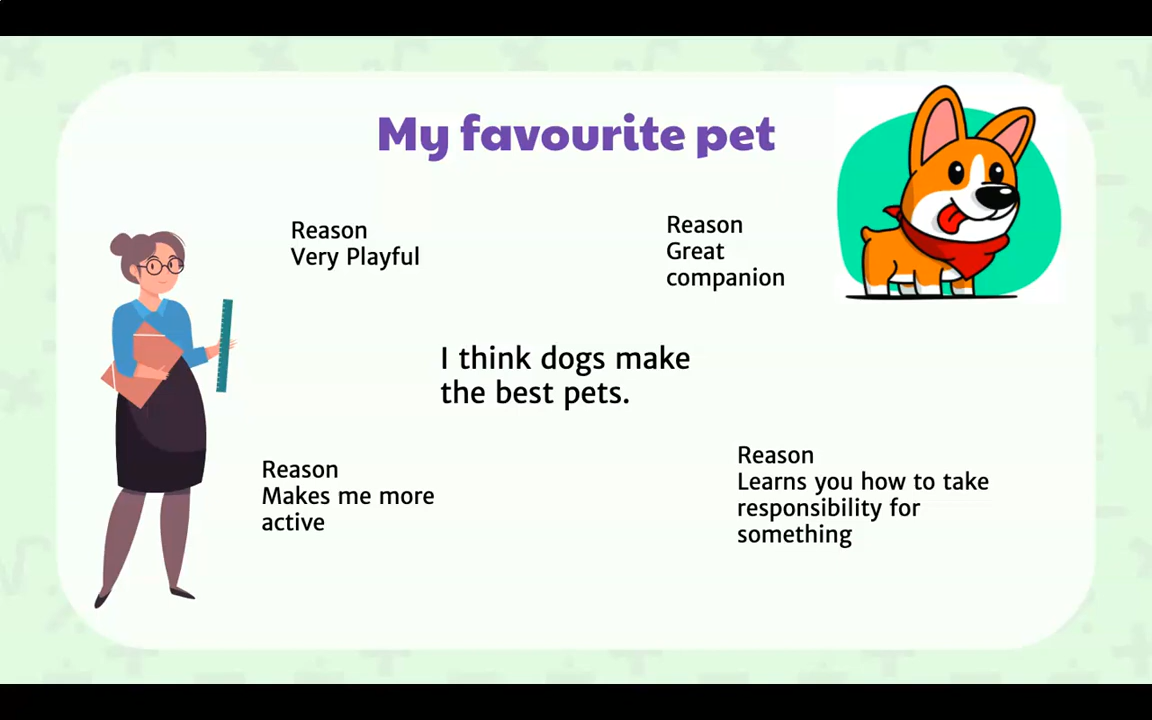 My favourite pet
Reason
Very Playful
Reason
Great
companion
I think dogs make
the best pets.
Reason
Makes me more
active
Reason
Learns you how to take
responsibility for
something